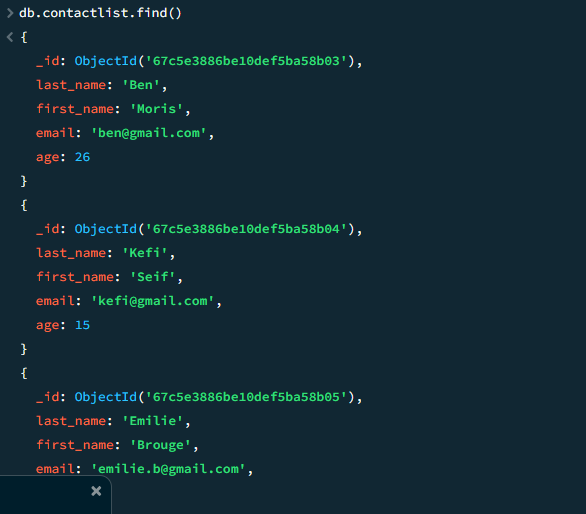 > db.contactlist.find()
< {
_id: ObjectId('67c5e3886be10def5ba58b03'),
last_name: 'Ben',
first_name: 'Moris',
email: 'ben@gmail.com',
age: 26
}
{
_id: ObjectId('67c5e3886be10def5ba58b04'),
last_name: 'Kefi',
first_name: 'Seif',
email: 'kefi@gmail.com',
age: 15
}
{
_id: ObjectId('67c5e3886be10def5ba58b05'),
last_name: 'Emilie',
first_name: 'Brouge',
email: 'emilie.b@gmail.com',